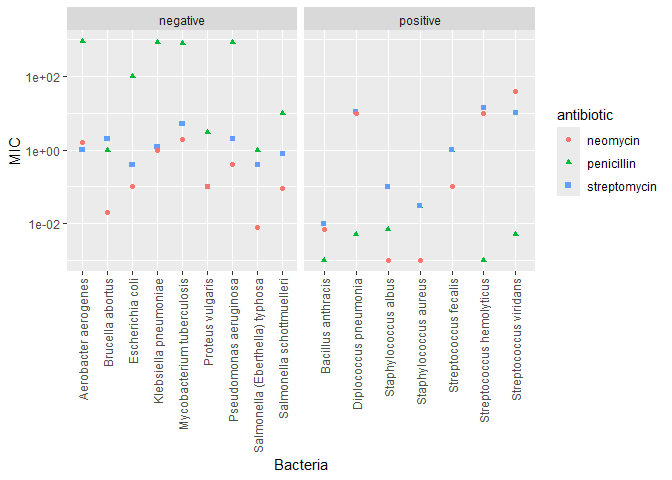 negative
positive
1e+02
1e+00
1e-02
MIC
Aerobacter aerogenes
Brucella abortus
Escherichia coli
Klebsiella pneumoniae
Mycobacterium tuberculosis
Proteus vulgaris
Pseudomonas aeruginosa
Salmonella (Eberthella) typhosa
Salmonella schottmuelleri
Bacillus anthracis
Diplococcus pneumonia
Staphylococcus albus
Staphylococcus aureus
Streptococcus fecalis
Streptococcus hemolyticus
Streptococcus viridans
Bacteria
antibiotic
neomycin
penicillin
streptomycin